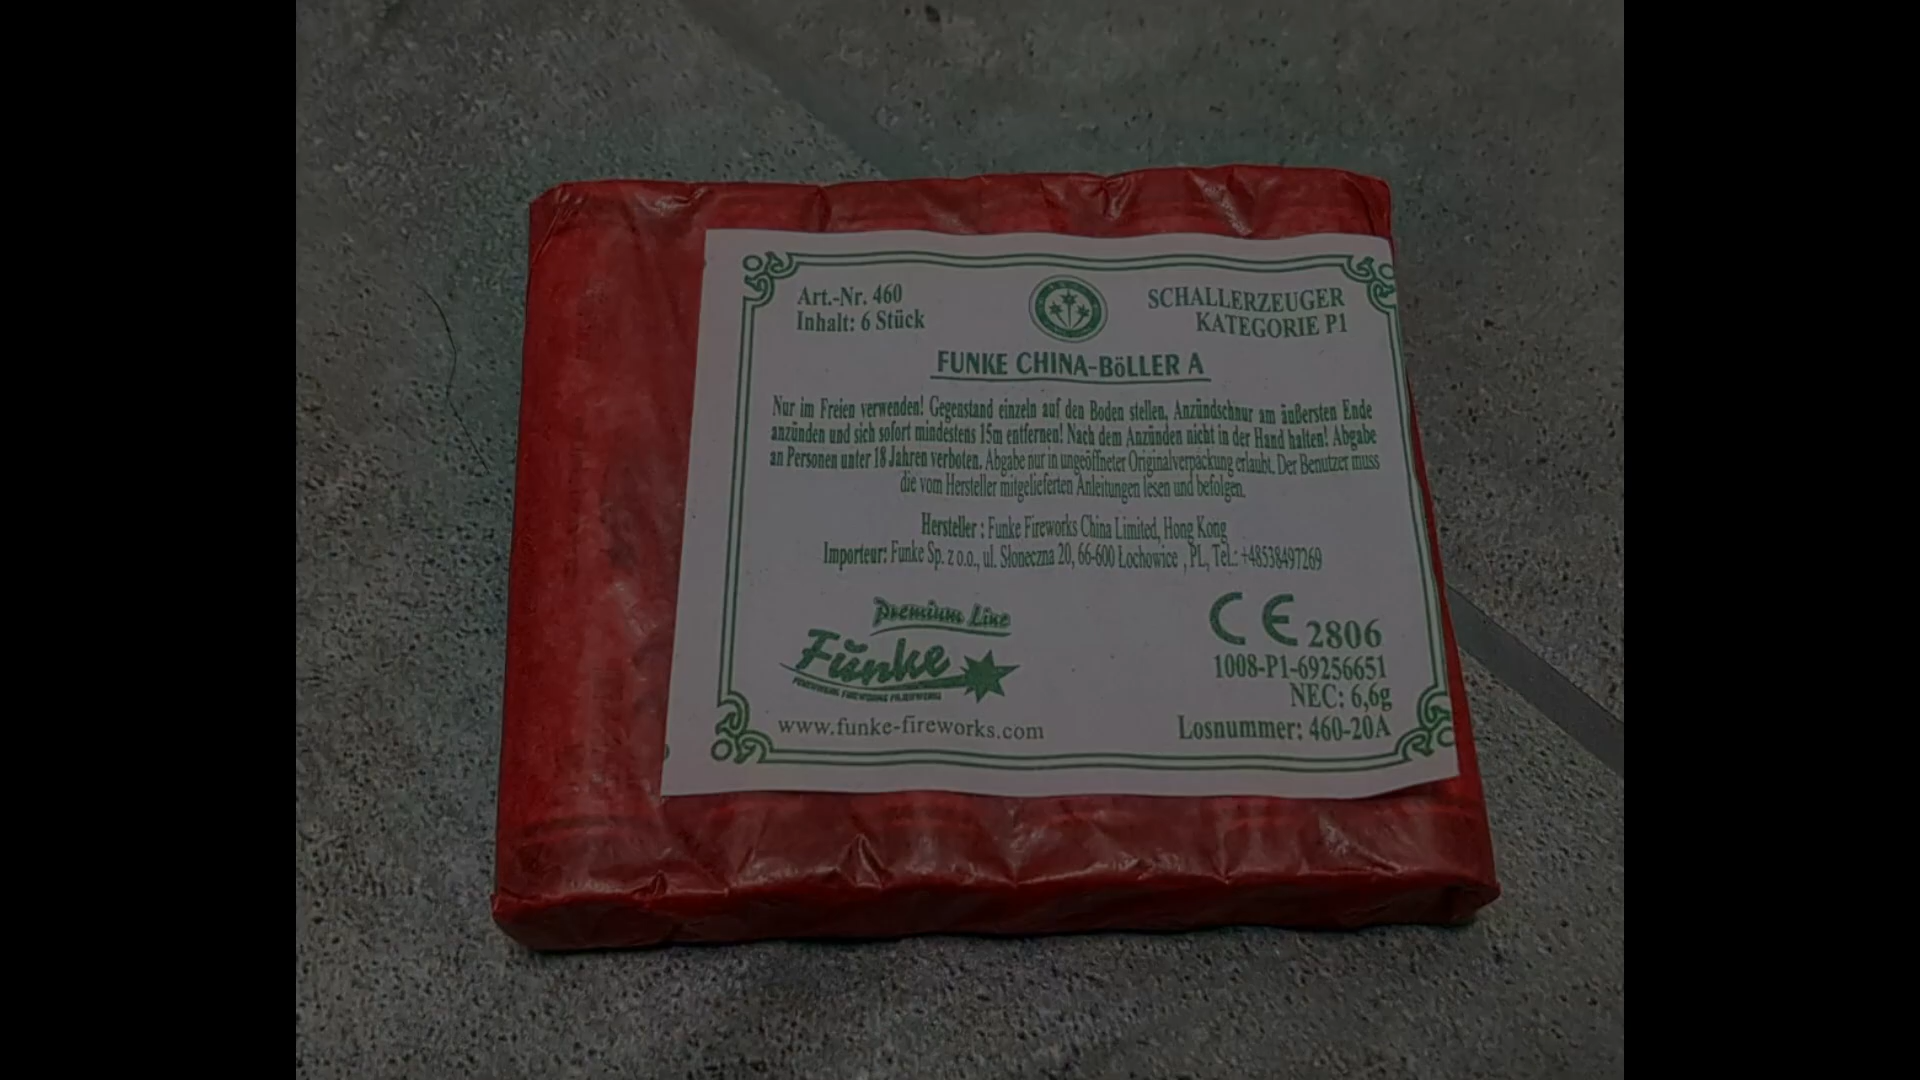 Art.-Nr. 460
Inhalt: 6 Stück
SCHALLERZEUGER
KATEGORIE P1
FUNKE CHINA-BöLLER A
Nur im Freien verwenden! Gegenstand einzeln auf den Boden stellen, Anzündschnur am äußersten Ende
anzünden und sich sofort mindestens 15m entfernen! Nach dem Anzünden nicht in der Hand halten! Abgabe
an Personen unter 18 Jahren verboten. Abgabe nur in ungeöffneter Originalverpackung erlaubt. Der Benutzer muss
die vom Hersteller mitgelieferten Anleitungen lesen und befolgen.
Hersteller : Funke Fireworks China Limited, Hong Kong
Importeur: Funke Sp. z o.o., ul. Słoneczna 20, 66-600 Łochowice , PL, Tel.: +48538497269
Premium Line
Funke
www.funke-fireworks.com
CE 2806
1008-P1-69256651
NEC: 6,6g
Losnummer: 460-20A